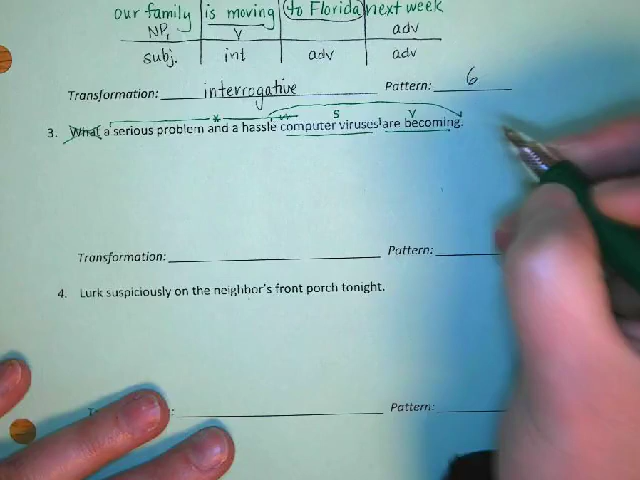 our family is moving to Florida next week
NP₁ V adv
subj. int adv adv
Transformation: interrogative Pattern: 6
* S V
3. What a serious problem and a hassle computer viruses are becoming.
Transformation: Pattern:
4. Lurk suspiciously on the neighbor's front porch tonight.
Pattern: